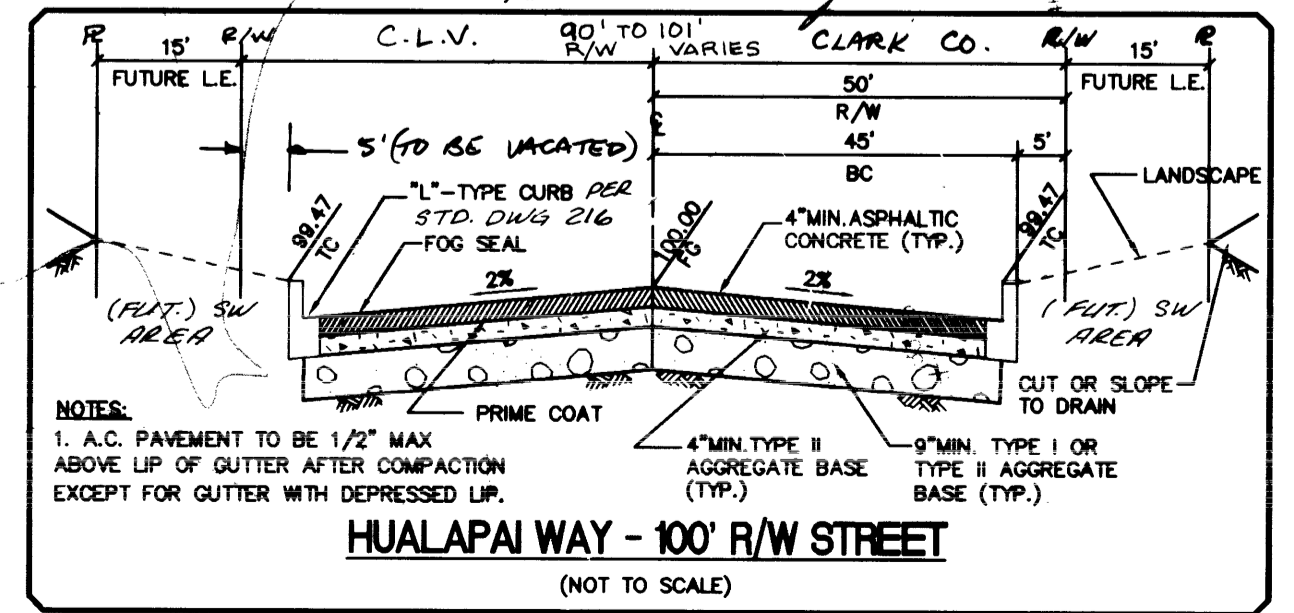 P R/W C.L.V. 90' TO 101' CLARK CO. R/W P
15' R/W VARIES 15'
FUTURE L.E. 50' FUTURE L.E.
R/W
5' (TO BE VACATED) 45' 5'
BC
LANDSCAPE
"L"-TYPE CURB PER
STD. DWG 216
FOG SEAL
99.47
TC
100.00
FG
4"MIN.ASPHALTIC
CONCRETE (TYP.)
99.47
TC
2% 2%
(FUT.) SW
AREA
(FUT.) SW
AREA
CUT OR SLOPE
TO DRAIN
PRIME COAT
NOTES:
1. A.C. PAVEMENT TO BE 1/2" MAX
ABOVE LIP OF GUTTER AFTER COMPACTION
EXCEPT FOR GUTTER WITH DEPRESSED LIP.
4"MIN.TYPE II
AGGREGATE BASE
(TYP.)
9"MIN. TYPE I OR
TYPE II AGGREGATE
BASE (TYP.)
HUALAPAI WAY - 100' R/W STREET
(NOT TO SCALE)